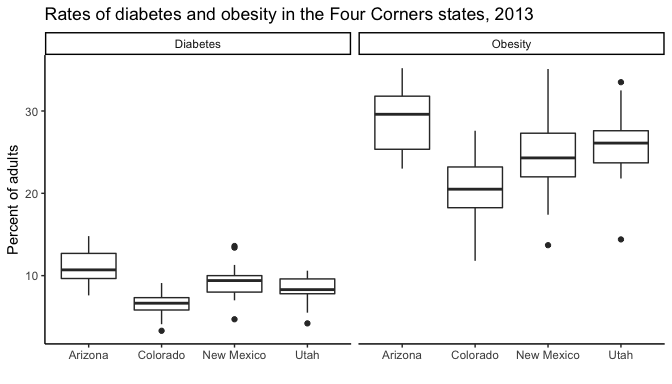 Rates of diabetes and obesity in the Four Corners states, 2013
Diabetes
Obesity
Percent of adults
30
20
10
Arizona
Colorado
New Mexico
Utah
Arizona
Colorado
New Mexico
Utah